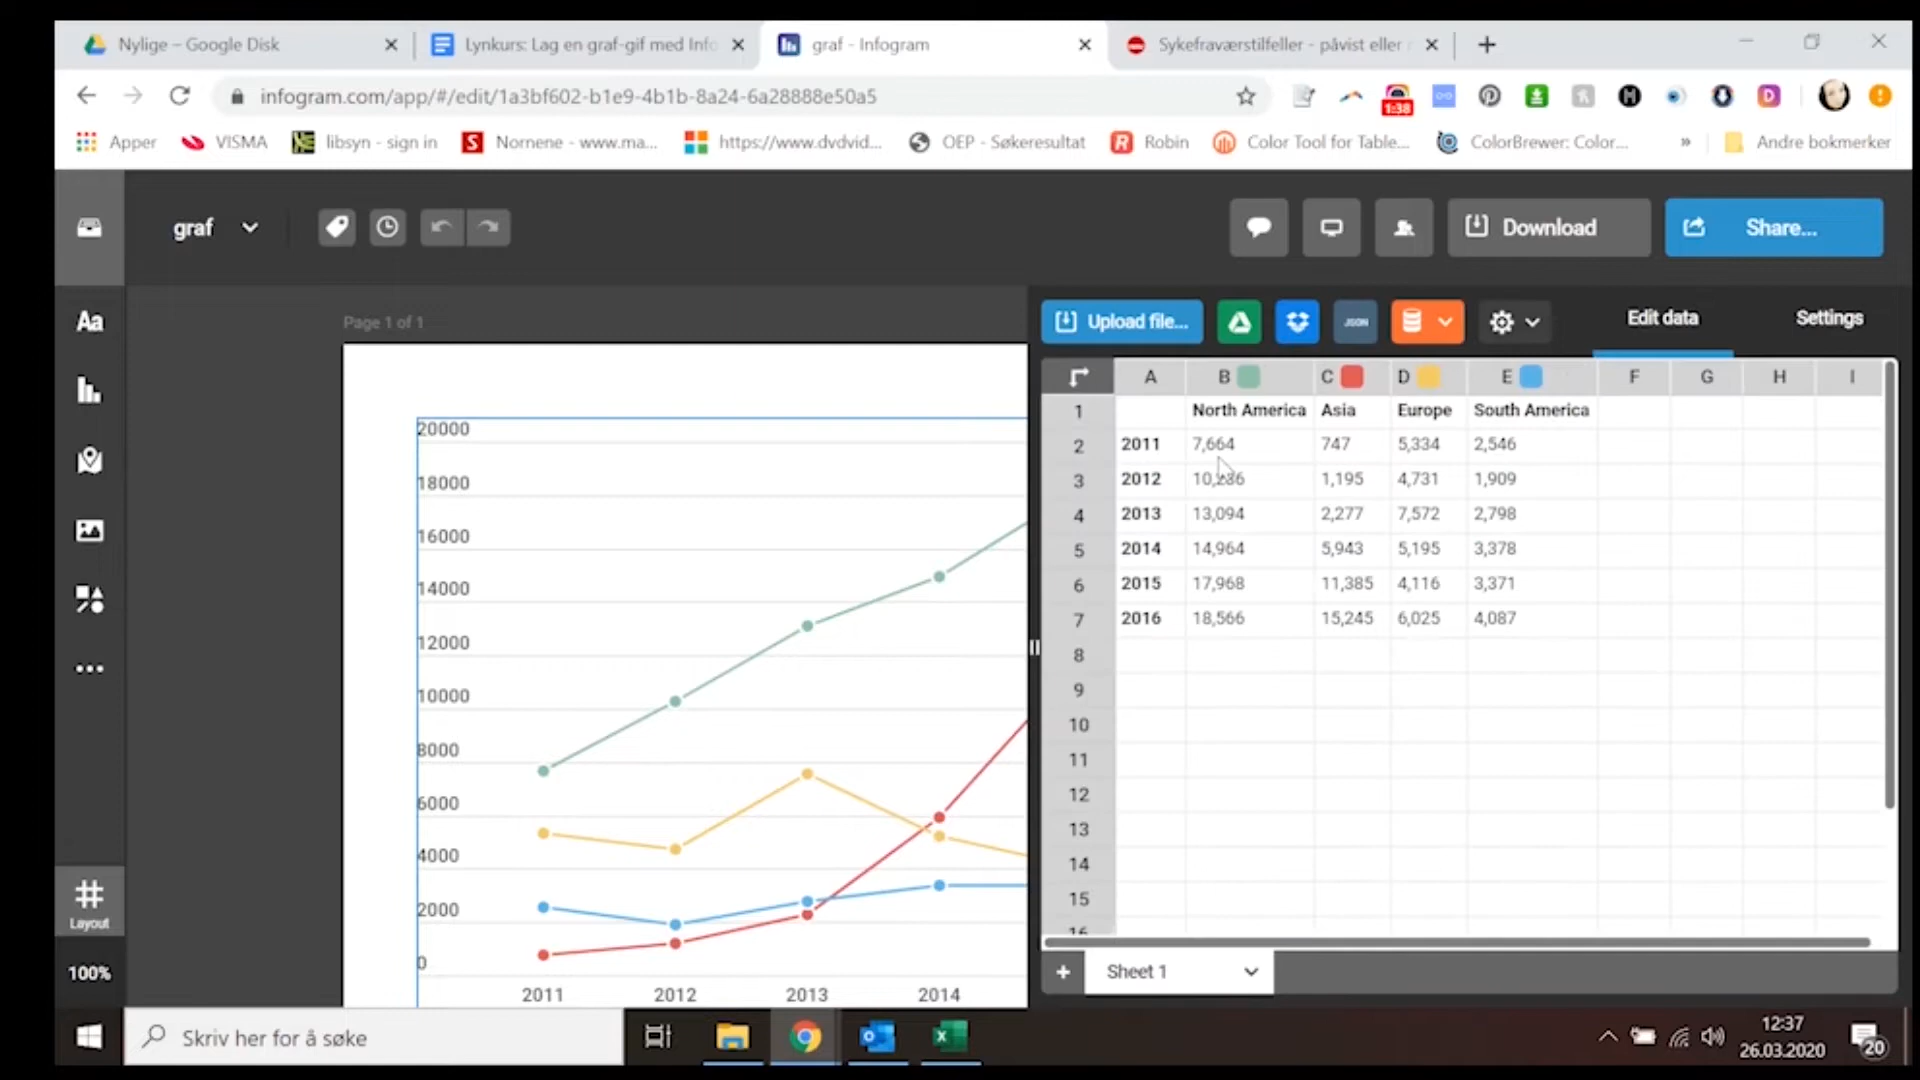 Nylige – Google Disk
Lynkurs: Lag en graf-gif med Info
graf - Infogram
Sykefraværstilfeller - påvist eller
infogram.com/app/#/edit/1a3bf602-b1e9-4b1b-8a24-6a28888e50a5
1:38
Apper
VISMA
libsyn - sign in
Nornene - www.ma...
https://www.dvdvid...
OEP - Søkeresultat
Robin
Color Tool for Table...
ColorBrewer: Color...
»
Andre bokmerker
graf
Download
Share...
Page 1 of 1
Aa
Upload file...
JSON
Edit data
Settings
A B C D E F G H I
1 North America Asia Europe South America
2 2011 7,664 747 5,334 2,546
3 2012 10,236 1,195 4,731 1,909
4 2013 13,094 2,277 7,572 2,798
5 2014 14,964 5,943 5,195 3,378
6 2015 17,968 11,385 4,116 3,371
7 2016 18,566 15,245 6,025 4,087
8
9
10
11
12
13
14
15
16
20000
18000
16000
14000
12000
10000
8000
6000
4000
2000
0
2011 2012 2013 2014
Layout
100%
+ Sheet 1
Skriv her for å søke
12:37
26.03.2020
20